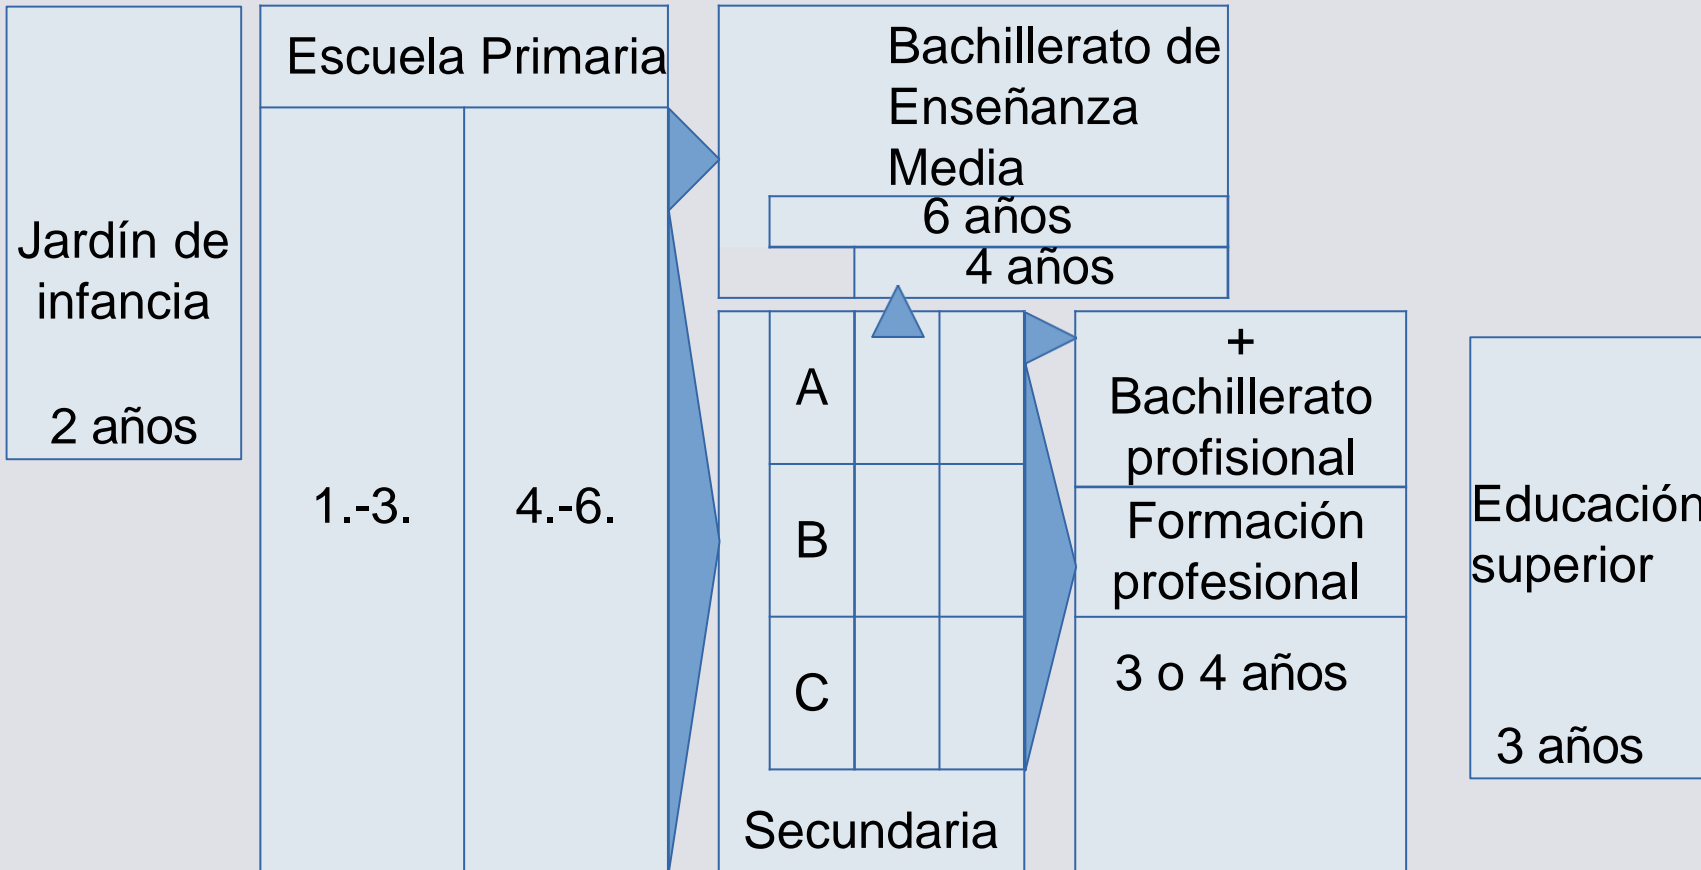 Jardín de
infancia
2 años
Escuela Primaria
1.-3.
4.-6.
Bachillerato de
Enseñanza
Media
6 años
4 años
A
B
C
Secundaria
+
Bachillerato
profisional
Formación
profesional
3 o 4 años
Educación
superior
3 años